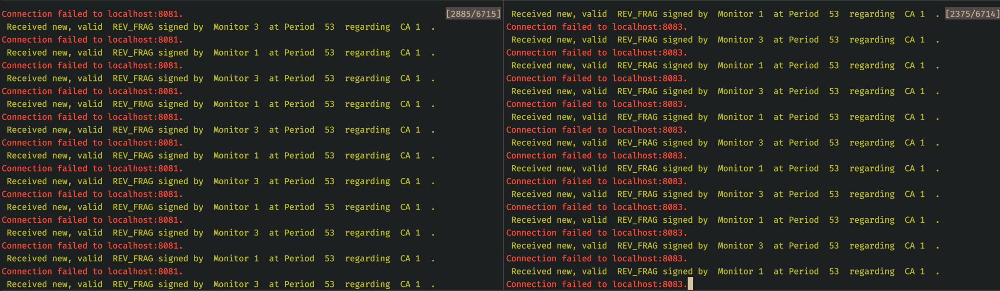 Connection failed to localhost:8081. [2885/6715]
Received new, valid REV_FRAG signed by Monitor 3 at Period 53 regarding CA 1 .
Connection failed to localhost:8081.
Received new, valid REV_FRAG signed by Monitor 1 at Period 53 regarding CA 1 .
Connection failed to localhost:8081.
Received new, valid REV_FRAG signed by Monitor 3 at Period 53 regarding CA 1 .
Connection failed to localhost:8081.
Received new, valid REV_FRAG signed by Monitor 1 at Period 53 regarding CA 1 .
Connection failed to localhost:8081.
Received new, valid REV_FRAG signed by Monitor 3 at Period 53 regarding CA 1 .
Connection failed to localhost:8081.
Received new, valid REV_FRAG signed by Monitor 1 at Period 53 regarding CA 1 .
Connection failed to localhost:8081.
Received new, valid REV_FRAG signed by Monitor 3 at Period 53 regarding CA 1 .
Connection failed to localhost:8081.
Received new, valid REV_FRAG signed by Monitor 1 at Period 53 regarding CA 1 .
Connection failed to localhost:8081.
Received new, valid REV_FRAG signed by Monitor 3 at Period 53 regarding CA 1 .
Connection failed to localhost:8081.
Received new, valid REV_FRAG signed by Monitor 1 at Period 53 regarding CA 1 .
Connection failed to localhost:8081.
Received new, valid REV_FRAG signed by Monitor 3 at Period 53 regarding CA 1 .
Received new, valid REV_FRAG signed by Monitor 1 at Period 53 regarding CA 1 . [2375/6714]
Connection failed to localhost:8083.
Received new, valid REV_FRAG signed by Monitor 3 at Period 53 regarding CA 1 .
Connection failed to localhost:8083.
Received new, valid REV_FRAG signed by Monitor 1 at Period 53 regarding CA 1 .
Connection failed to localhost:8083.
Received new, valid REV_FRAG signed by Monitor 3 at Period 53 regarding CA 1 .
Connection failed to localhost:8083.
Received new, valid REV_FRAG signed by Monitor 1 at Period 53 regarding CA 1 .
Connection failed to localhost:8083.
Received new, valid REV_FRAG signed by Monitor 3 at Period 53 regarding CA 1 .
Connection failed to localhost:8083.
Received new, valid REV_FRAG signed by Monitor 1 at Period 53 regarding CA 1 .
Connection failed to localhost:8083.
Received new, valid REV_FRAG signed by Monitor 3 at Period 53 regarding CA 1 .
Connection failed to localhost:8083.
Received new, valid REV_FRAG signed by Monitor 1 at Period 53 regarding CA 1 .
Connection failed to localhost:8083.
Received new, valid REV_FRAG signed by Monitor 3 at Period 53 regarding CA 1 .
Connection failed to localhost:8083.
Received new, valid REV_FRAG signed by Monitor 1 at Period 53 regarding CA 1 .
Connection failed to localhost:8083.